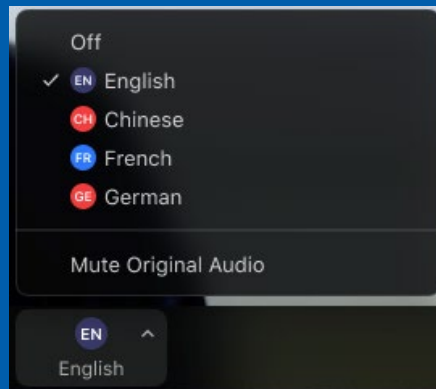 Off
EN English
CH Chinese
FR French
GE German
Mute Original Audio
EN
English